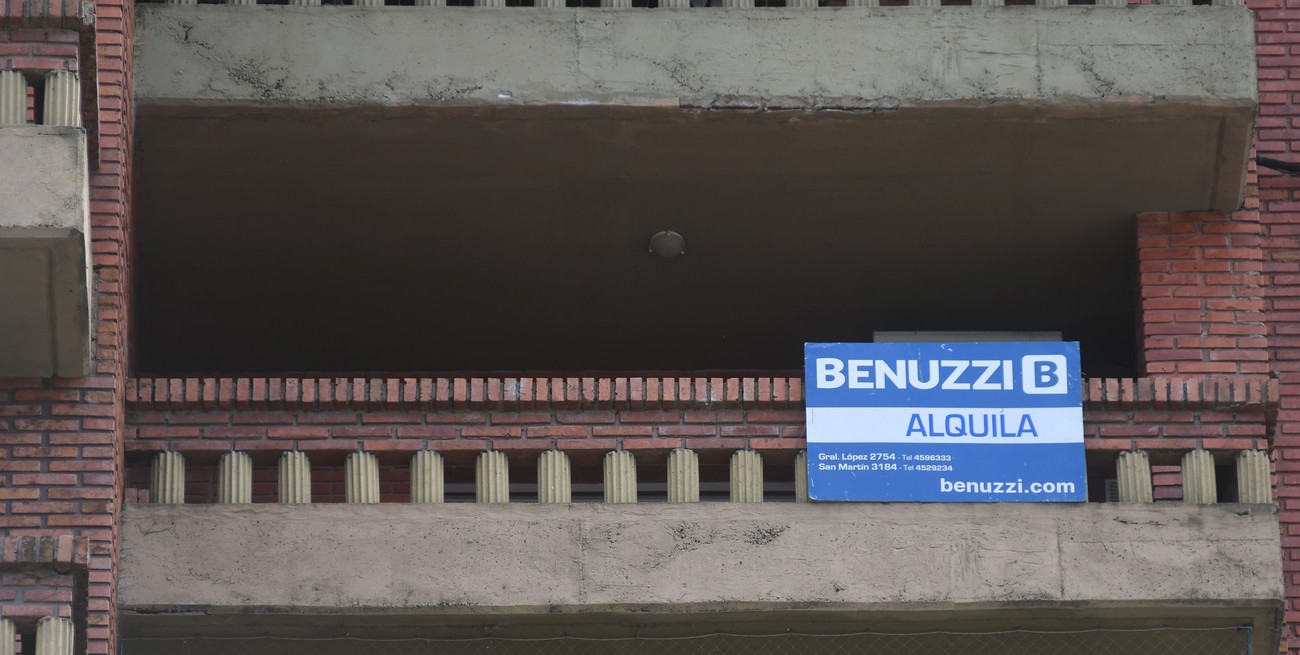 BENUZZI B
ALQUILA
Gral. López 2754 - Tel 4596333
San Martín 3184 - Tel 4529234
benuzzi.com